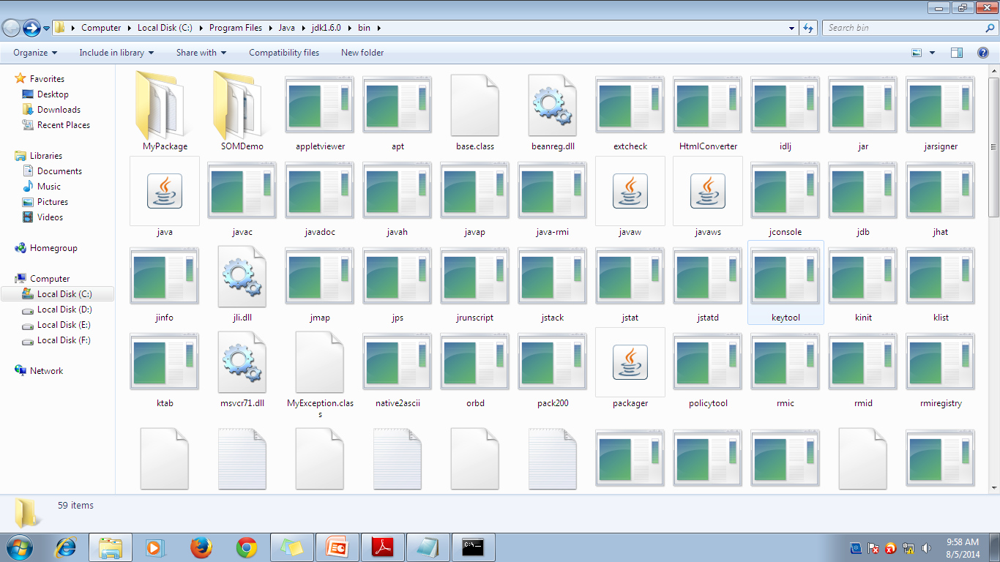 Computer Local Disk (C:) Program Files Java jdk1.6.0 bin
Search bin
Organize Include in library Share with Compatibility files New folder
Favorites
Desktop
Downloads
Recent Places
Libraries
Documents
Music
Pictures
Videos
Homegroup
Computer
Local Disk (C:)
Local Disk (D:)
Local Disk (E:)
Local Disk (F:)
Network
MyPackage SOMDemo appletviewer apt base.class beanreg.dll extcheck HtmlConverter idlj jar jarsigner
java javac javadoc javah javap java-rmi javaw javaws jconsole jdb jhat
jinfo jli.dll jmap jps jrunscript jstack jstat jstatd keytool kinit klist
ktab msvcr71.dll MyException.clas native2ascii orbd pack200 packager policytool rmic rmid rmiregistry
s
59 items
C:\
9:58 AM
8/5/2014